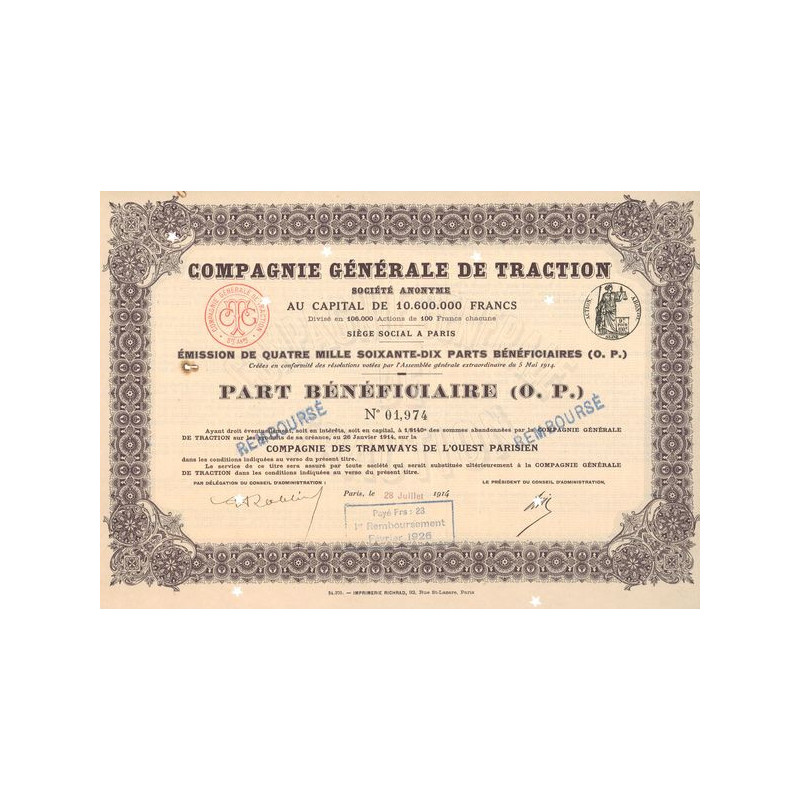 COMPAGNIE GÉNÉRALE DE TRACTION
SOCIÉTÉ ANONYME
AU CAPITAL DE 10.600.000 FRANCS
Divisé en 106.000 Actions de 100 Francs chacune
SIÈGE SOCIAL A PARIS
ÉMISSION DE QUATRE MILLE SOIXANTE-DIX PARTS BÉNÉFICIAIRES (O. P.)
Créées en conformité des résolutions votées par l'Assemblée générale extraordinaire du 5 Mai 1914.
PART BÉNÉFICIAIRE (O. P.)
N° 01,974
REMBOURSÉ
REMBOURSÉ
Ayant droit éventuellement, soit en intérêts, soit en capital, à des sommes abandonnées par la COMPAGNIE GÉNÉRALE
DE TRACTION sur les produits de sa créance, au 26 Janvier 1914, sur la
COMPAGNIE DES TRAMWAYS DE L'OUEST PARISIEN
dans les conditions indiquées au verso du présent titre.
Le service de ce titre sera assuré par toute société qui serait substituée ultérieurement à la COMPAGNIE GÉNÉRALE
DE TRACTION dans les conditions indiquées au verso du présent titre.
PAR DÉLÉGATION DU CONSEIL D'ADMINISTRATION :
LE PRÉSIDENT DU CONSEIL D'ADMINISTRATION,
Paris, le 28 Juillet 1914
Payé Frs : 23
1er Remboursement
Février 1926
IMPRIMERIE RICHARD, Rue St-Lazare, Paris